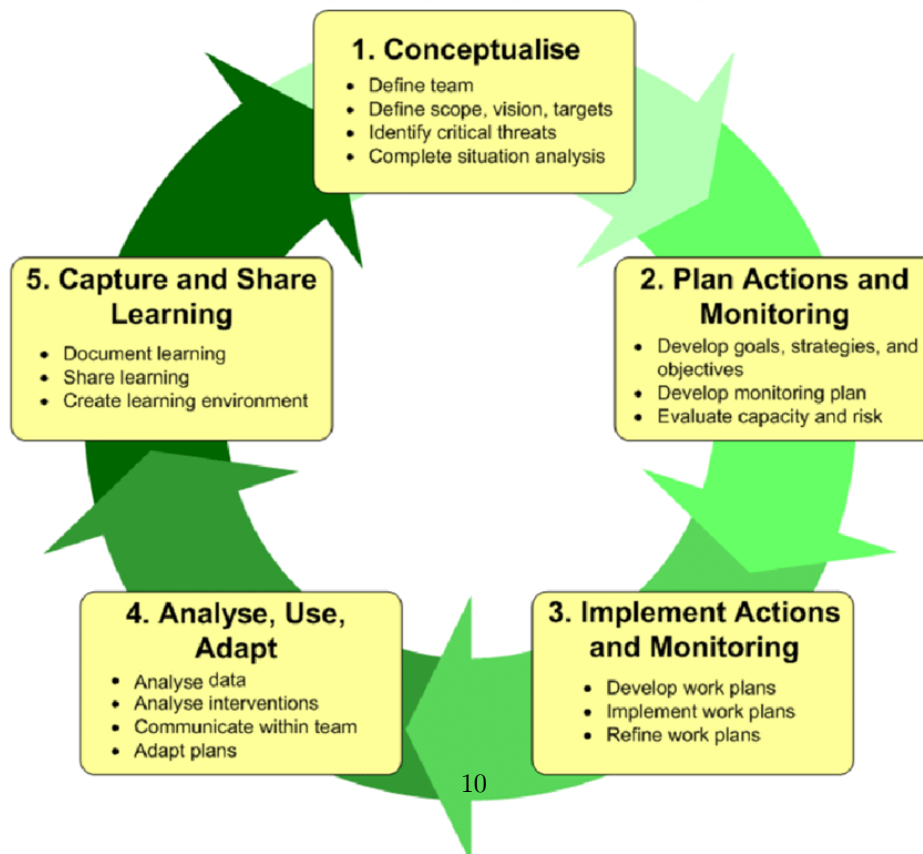 1. Conceptualise
• Define team
• Define scope, vision, targets
• Identify critical threats
• Complete situation analysis
2. Plan Actions and
Monitoring
• Develop goals, strategies, and
objectives
• Develop monitoring plan
• Evaluate capacity and risk
3. Implement Actions
and Monitoring
• Develop work plans
• Implement work plans
• Refine work plans
4. Analyse, Use,
Adapt
• Analyse data
• Analyse interventions
• Communicate within team
• Adapt plans
5. Capture and Share
Learning
• Document learning
• Share learning
• Create learning environment
10